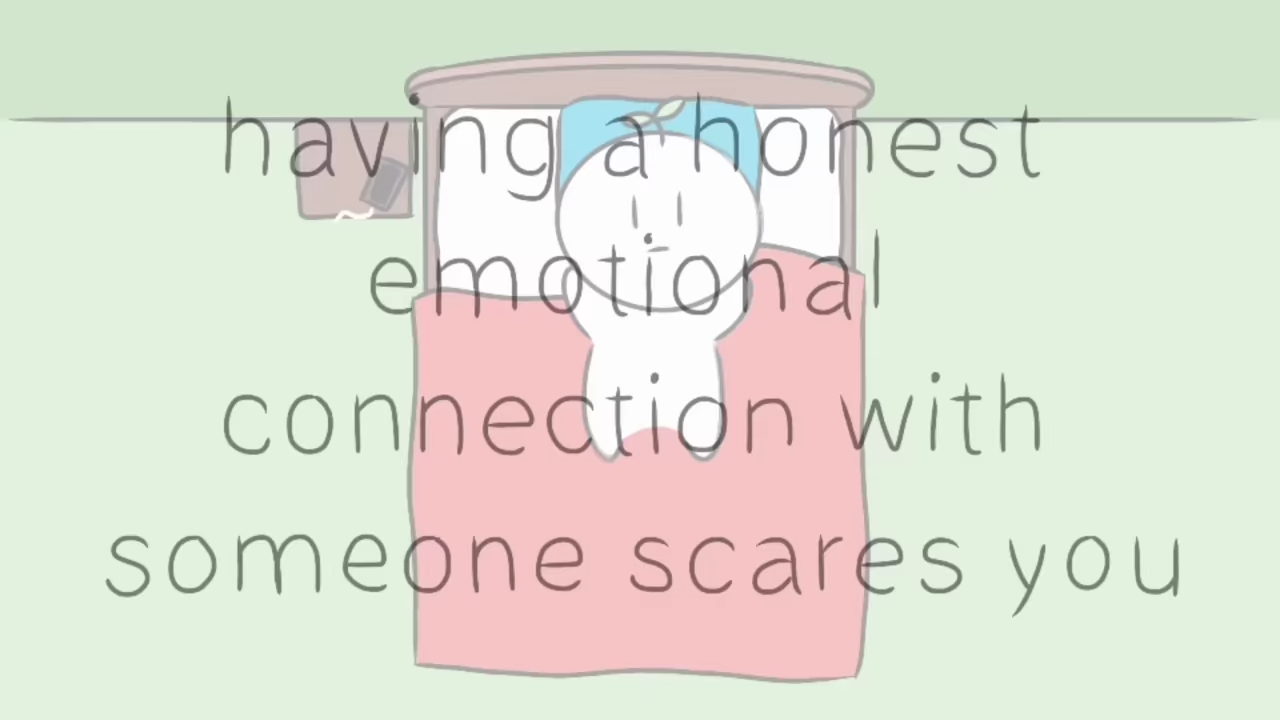 having a honest
emotional
connection with
someone scares you